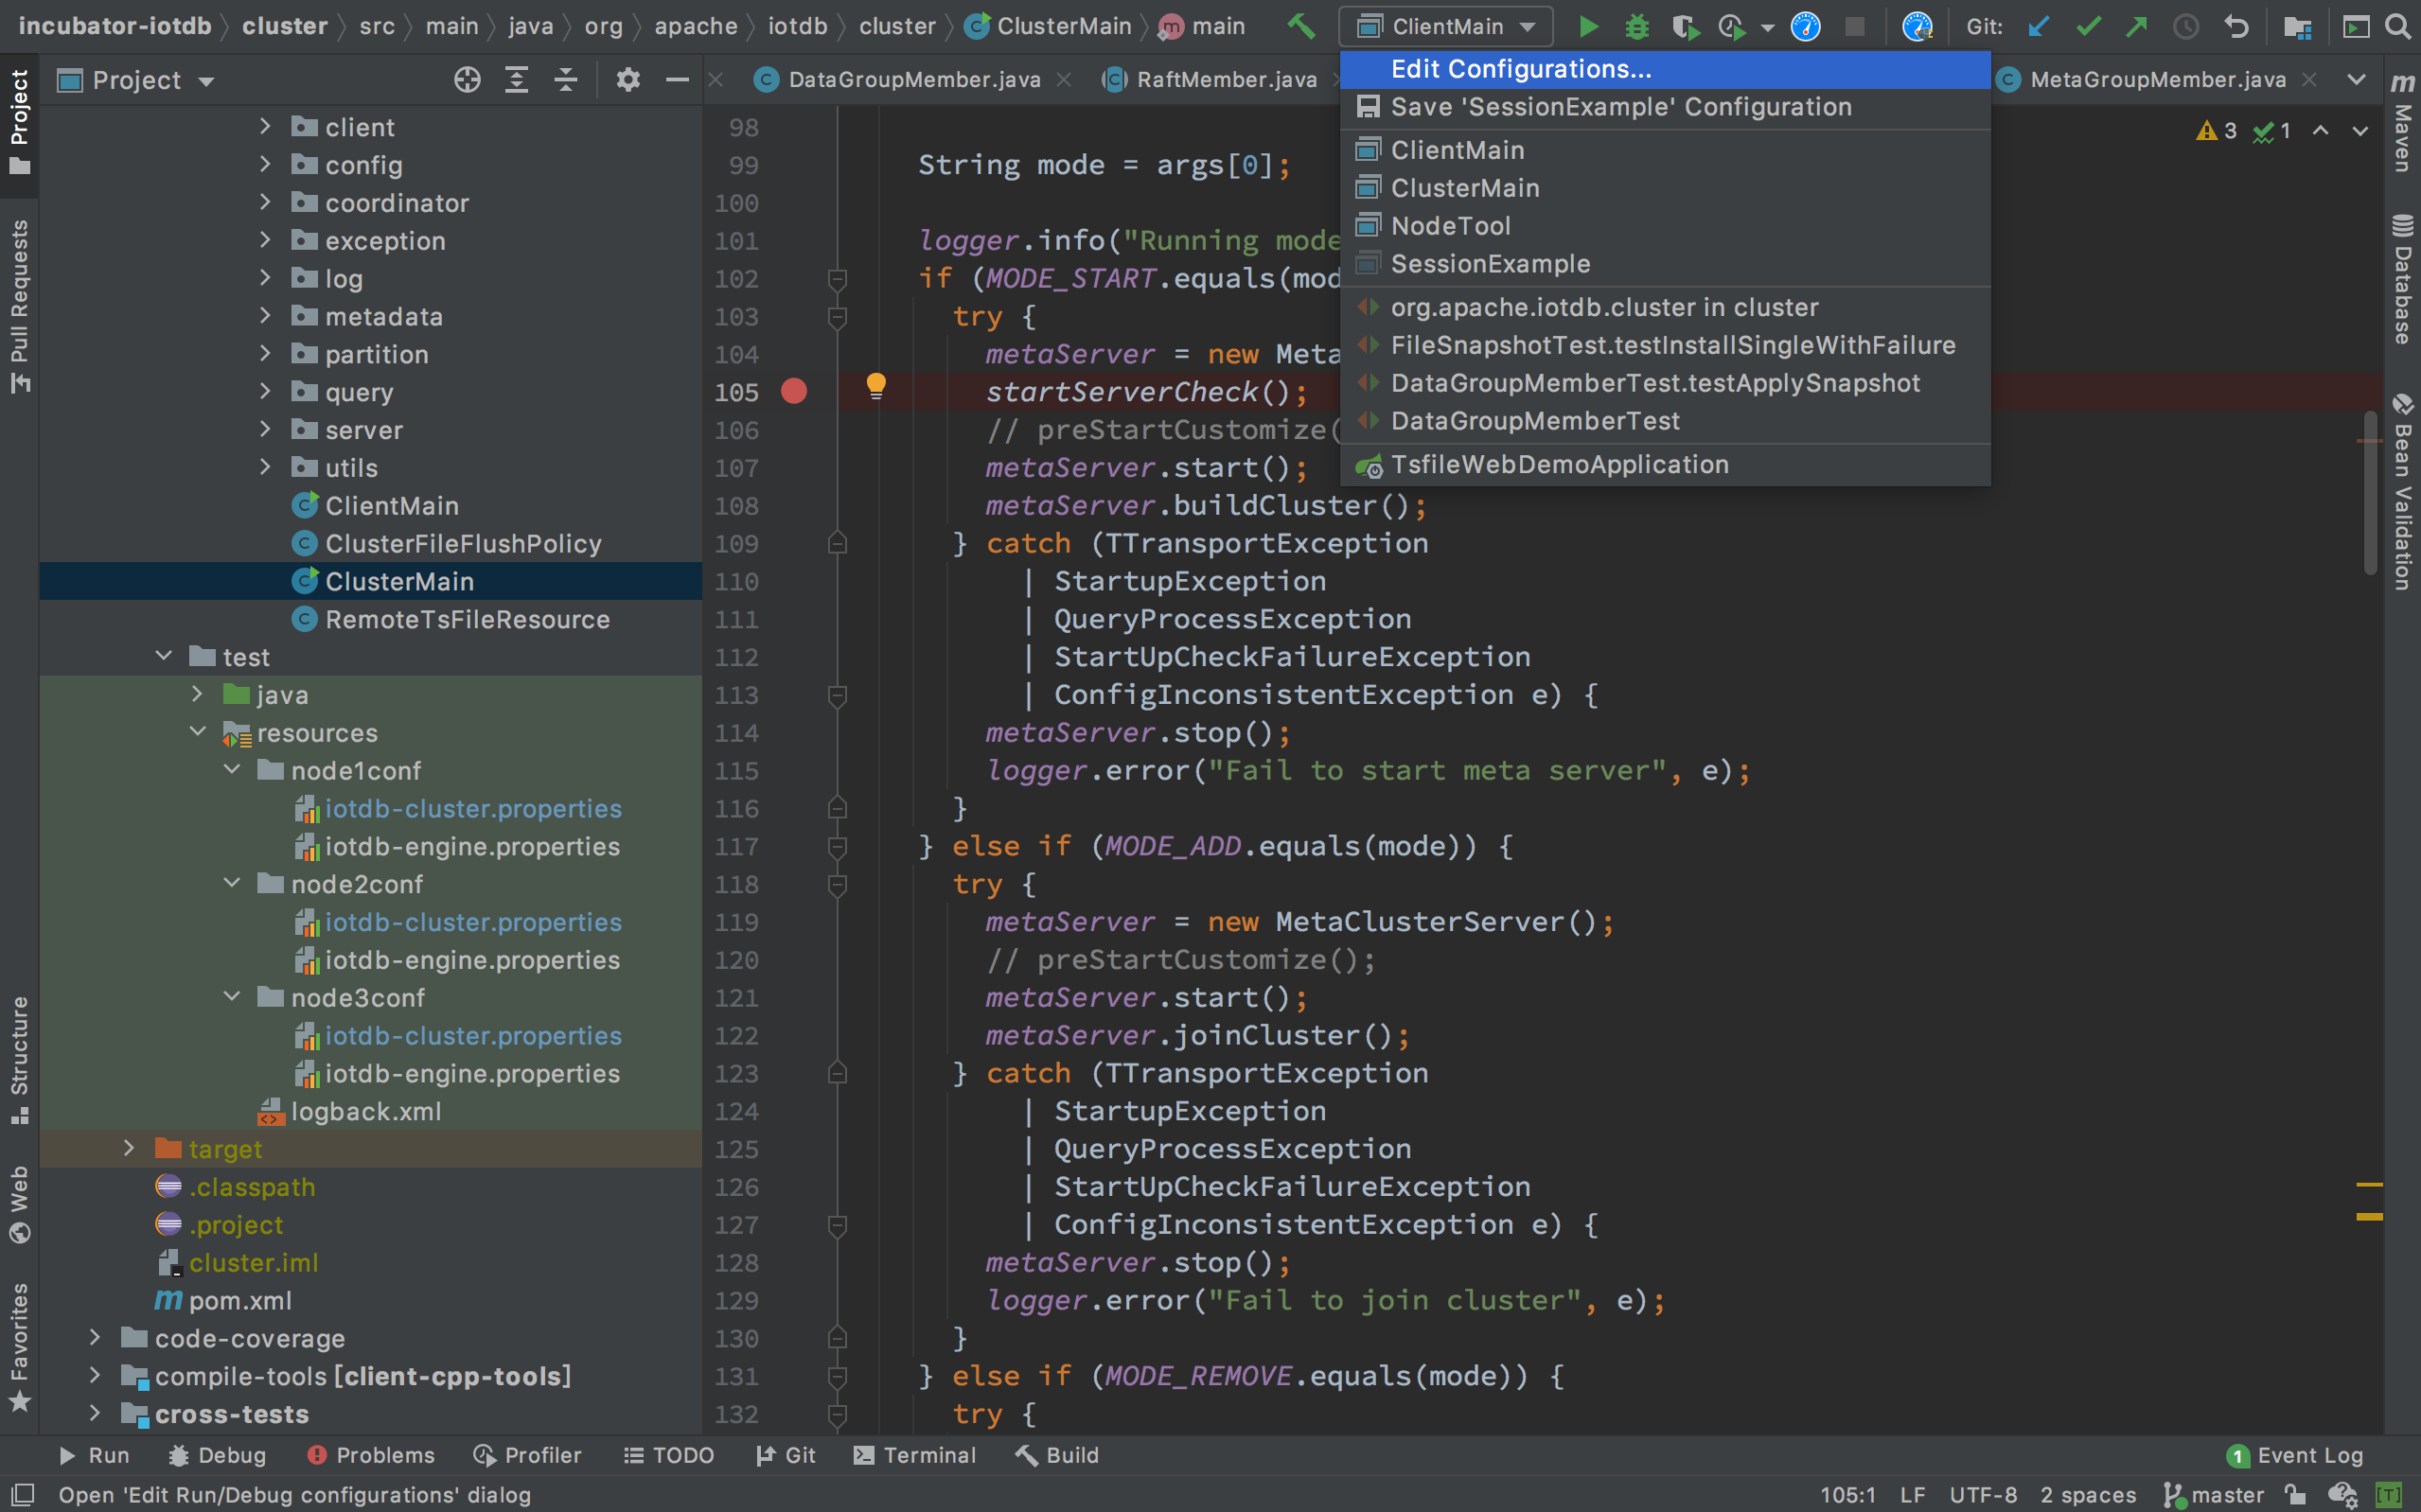 incubator-iotdb cluster src main java org apache iotdb cluster ClusterMain main ClientMain Git:
Project
DataGroupMember.java RaftMember.java MetaGroupMember.java
Edit Configurations...
Save 'SessionExample' Configuration
ClientMain
ClusterMain
NodeTool
SessionExample
org.apache.iotdb.cluster in cluster
FileSnapshotTest.testInstallSingleWithFailure
DataGroupMemberTest.testApplySnapshot
DataGroupMemberTest
TsfileWebDemoApplication
3 1
Project
Pull Requests
Structure
Web
Favorites
client
config
coordinator
exception
log
metadata
partition
query
server
utils
ClientMain
ClusterFileFlushPolicy
ClusterMain
RemoteTsFileResource
test
java
resources
node1conf
iotdb-cluster.properties
iotdb-engine.properties
node2conf
iotdb-cluster.properties
iotdb-engine.properties
node3conf
iotdb-cluster.properties
iotdb-engine.properties
logback.xml
target
.classpath
.project
cluster.iml
pom.xml
code-coverage
compile-tools [client-cpp-tools]
cross-tests
98
99 String mode = args[0];
100
101 logger.info("Running mode
102 if (MODE_START.equals(mod
103 try {
104 metaServer = new Meta
105 startServerCheck();
106 // preStartCustomize(
107 metaServer.start();
108 metaServer.buildCluster();
109 } catch (TTransportException
110 | StartupException
111 | QueryProcessException
112 | StartUpCheckFailureException
113 | ConfigInconsistentException e) {
114 metaServer.stop();
115 logger.error("Fail to start meta server", e);
116 }
117 } else if (MODE_ADD.equals(mode)) {
118 try {
119 metaServer = new MetaClusterServer();
120 // preStartCustomize();
121 metaServer.start();
122 metaServer.joinCluster();
123 } catch (TTransportException
124 | StartupException
125 | QueryProcessException
126 | StartUpCheckFailureException
127 | ConfigInconsistentException e) {
128 metaServer.stop();
129 logger.error("Fail to join cluster", e);
130 }
131 } else if (MODE_REMOVE.equals(mode)) {
132 try {
Maven
Database
Bean Validation
Run Debug Problems Profiler TODO Git Terminal Build 1 Event Log
Open 'Edit Run/Debug configurations' dialog 105:1 LF UTF-8 2 spaces master [T]